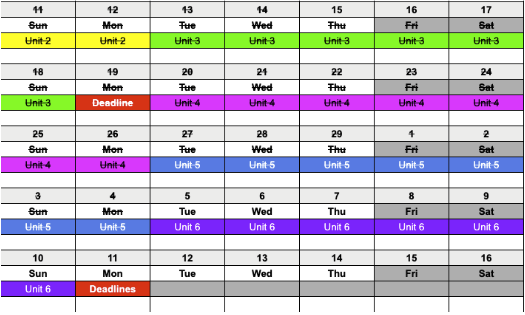 11 12 13 14 15 16 17
Sun Mon Tue Wed Thu Fri Sat
Unit 2 Unit 2 Unit 3 Unit 3 Unit 3 Unit 3 Unit 3
18 19 20 21 22 23 24
Sun Mon Tue Wed Thu Fri Sat
Unit 3 Deadline Unit 4 Unit 4 Unit 4 Unit 4 Unit 4
25 26 27 28 29 1 2
Sun Mon Tue Wed Thu Fri Sat
Unit 4 Unit 4 Unit 5 Unit 5 Unit 5 Unit 5 Unit 5
3 4 5 6 7 8 9
Sun Mon Tue Wed Thu Fri Sat
Unit 5 Unit 5 Unit 6 Unit 6 Unit 6 Unit 6 Unit 6
10 11 12 13 14 15 16
Sun Mon Tue Wed Thu Fri Sat
Unit 6 Deadlines